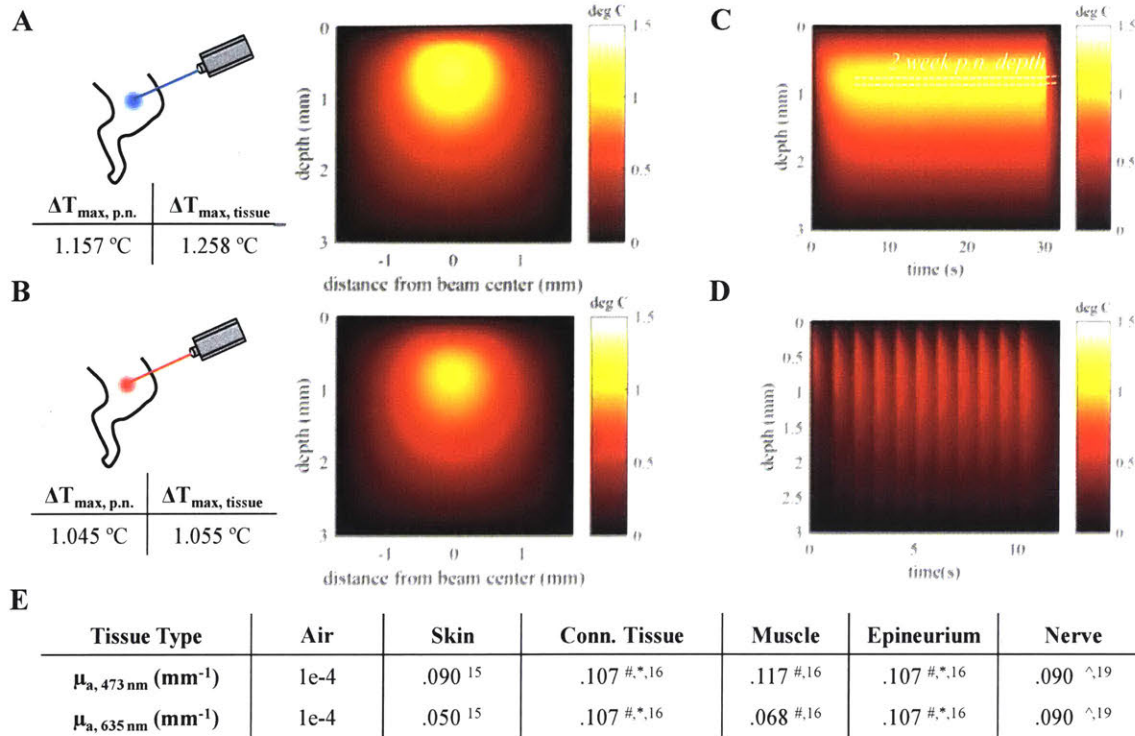 A
ΔTmax, p.n. ΔTmax, tissue
1.157 °C 1.258 °C
deg C
0
1
2
3
depth (mm)
-1 0 1
distance from beam center (mm)
1.5
1
0.5
0
B
ΔTmax, p.n. ΔTmax, tissue
1.045 °C 1.055 °C
deg C
0
1
2
3
depth (mm)
-1 0 1
distance from beam center (mm)
1.5
1
0.5
0
C
deg C
2 week p.n. depth
0
1
2
3
depth (mm)
0 10 20 30
time (s)
1.5
1
0.5
0
D
deg C
0
0.5
1
1.5
2
2.5
3
depth (mm)
0 5 10
time(s)
1.5
1
0.5
0
E
Tissue Type Air Skin Conn. Tissue Muscle Epineurium Nerve
μa, 473 nm (mm-1) 1e-4 .090 15 .107 #,*,16 .117 #,16 .107 #,*,16 .090 ^,19
μa, 635 nm (mm-1) 1e-4 .050 15 .107 #,*,16 .068 #,16 .107 #,*,16 .090 ^,19